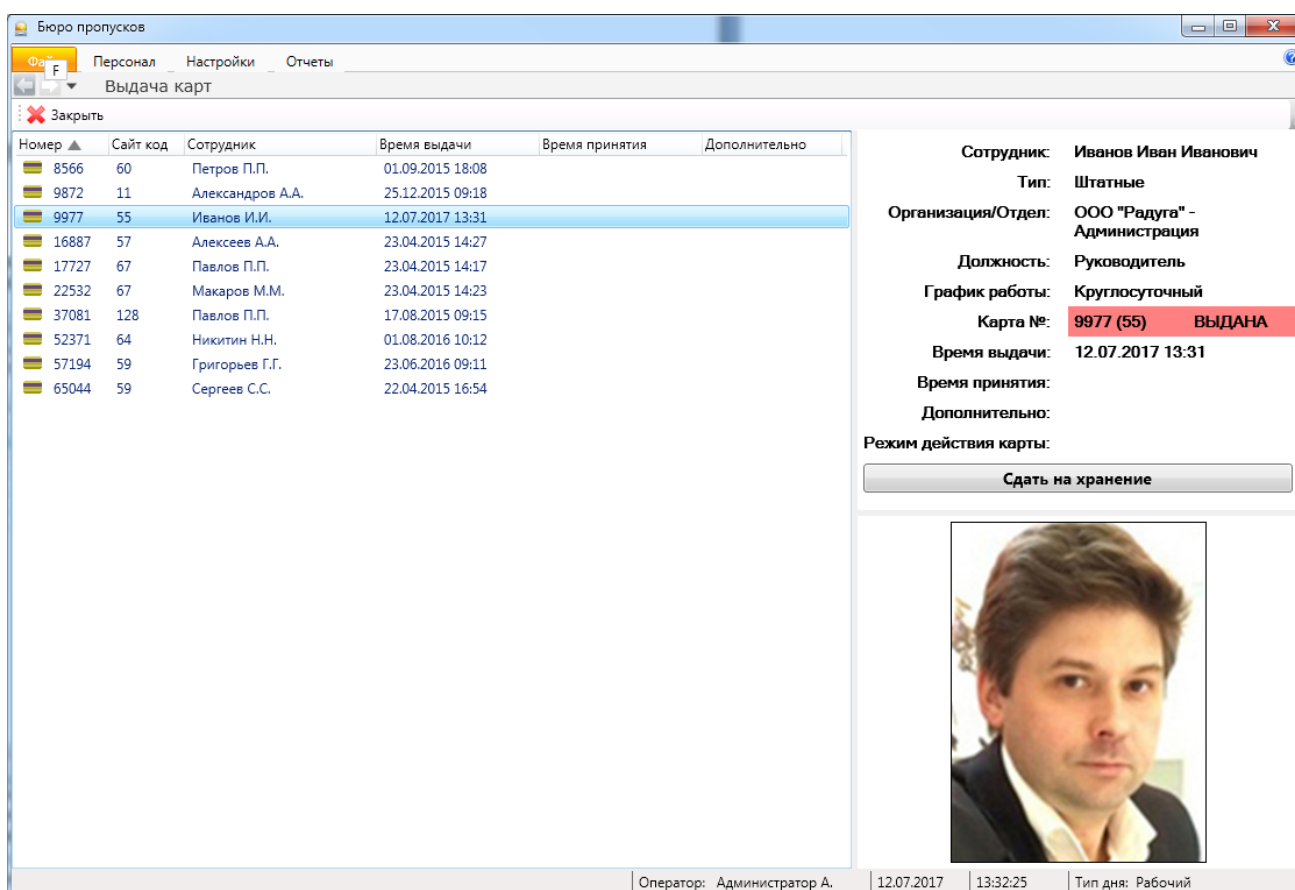 Бюро пропусков
Персонал Настройки Отчеты
F
Выдача карт
Закрыть
Номер Сайт код Сотрудник Время выдачи Время принятия Дополнительно
8566 60 Петров П.П. 01.09.2015 18:08
9872 11 Александров А.А. 25.12.2015 09:18
9977 55 Иванов И.И. 12.07.2017 13:31
16887 57 Алексеев А.А. 23.04.2015 14:27
17727 67 Павлов П.П. 23.04.2015 14:17
22532 67 Макаров М.М. 23.04.2015 14:23
37081 128 Павлов П.П. 17.08.2015 09:15
52371 64 Никитин Н.Н. 01.08.2016 10:12
57194 59 Григорьев Г.Г. 23.06.2016 09:11
65044 59 Сергеев С.С. 22.04.2015 16:54
Сотрудник: Иванов Иван Иванович
Тип: Штатные
Организация/Отдел: ООО "Радуга" -
Администрация
Должность: Руководитель
График работы: Круглосуточный
Карта №: 9977 (55) ВЫДАНА
Время выдачи: 12.07.2017 13:31
Время принятия:
Дополнительно:
Режим действия карты:
Сдать на хранение
Оператор: Администратор А. 12.07.2017 13:32:25 Тип дня: Рабочий